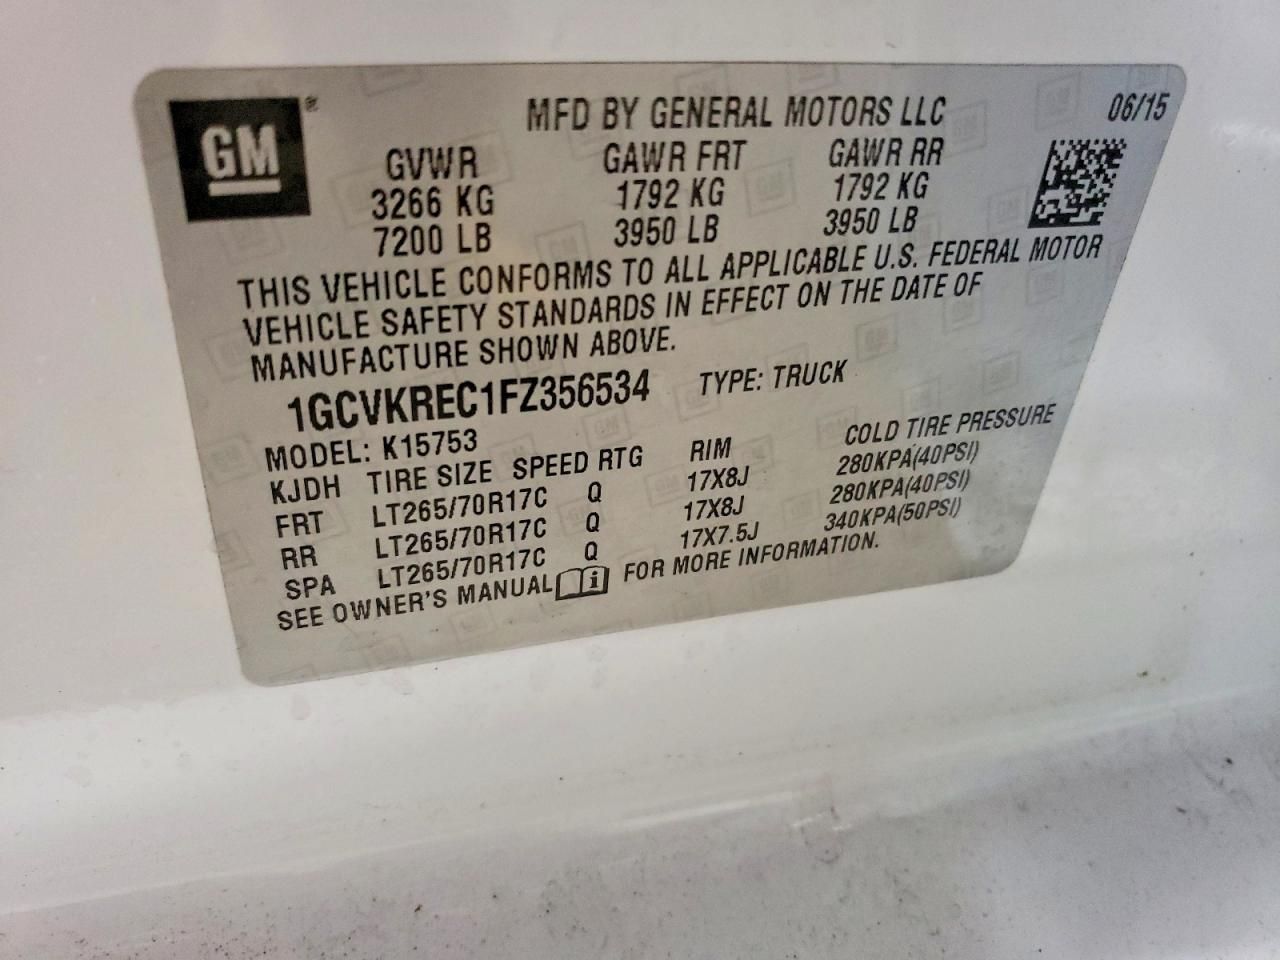 GM ®
MFD BY GENERAL MOTORS LLC 06/15
GVWR GAWR FRT GAWR RR
3266 KG 1792 KG 1792 KG
7200 LB 3950 LB 3950 LB
THIS VEHICLE CONFORMS TO ALL APPLICABLE U.S. FEDERAL MOTOR
VEHICLE SAFETY STANDARDS IN EFFECT ON THE DATE OF
MANUFACTURE SHOWN ABOVE.
1GCVKREC1FZ356534 TYPE: TRUCK
MODEL: K15753
KJDH TIRE SIZE SPEED RTG RIM COLD TIRE PRESSURE
FRT LT265/70R17C Q 17X8J 280KPA(40PSI)
RR LT265/70R17C Q 17X8J 280KPA(40PSI)
SPA LT265/70R17C Q 17X7.5J 340KPA(50PSI)
SEE OWNER'S MANUAL i FOR MORE INFORMATION.